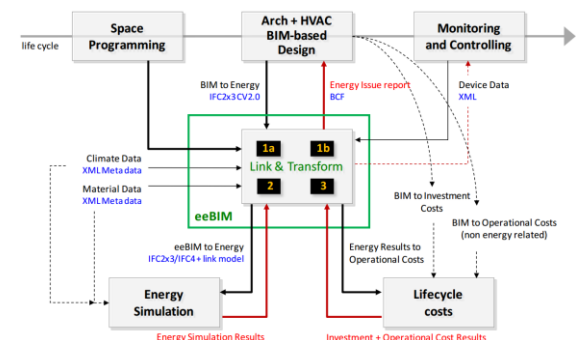 Space
Programming
Arch + HVAC
BIM-based
Design
Monitoring
and Controlling
life cycle
BIM to Energy
IFC2x3 CV2.0
Energy Issue report
BCF
Device Data
XML
1a
1b
Link & Transform
2
3
eeBIM
Climate Data
XML Meta data
Material Data
XML Meta data
BIM to Investment
Costs
BIM to Operational Costs
(non energy related)
eeBIM to Energy
IFC2x3/IFC4 + link model
Energy Results to
Operational Costs
Energy
Simulation
Lifecycle
costs
Energy Simulation Results
Investment + Operational Cost Results